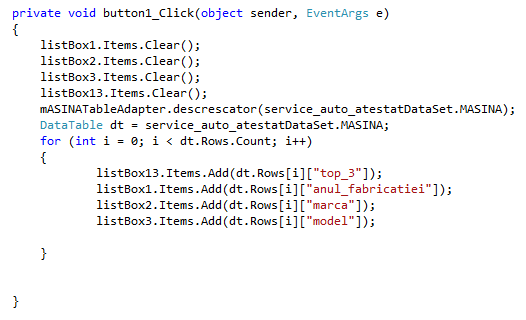 private void button1_Click(object sender, EventArgs e)
{
listBox1.Items.Clear();
listBox2.Items.Clear();
listBox3.Items.Clear();
listBox13.Items.Clear();
mASINATableAdapter.descrescator(service_auto_atestatDataSet.MASINA);
DataTable dt = service_auto_atestatDataSet.MASINA;
for (int i = 0; i < dt.Rows.Count; i++)
{
listBox13.Items.Add(dt.Rows[i]["top_3"]);
listBox1.Items.Add(dt.Rows[i]["anul_fabricatiei"]);
listBox2.Items.Add(dt.Rows[i]["marca"]);
listBox3.Items.Add(dt.Rows[i]["model"]);
}
}